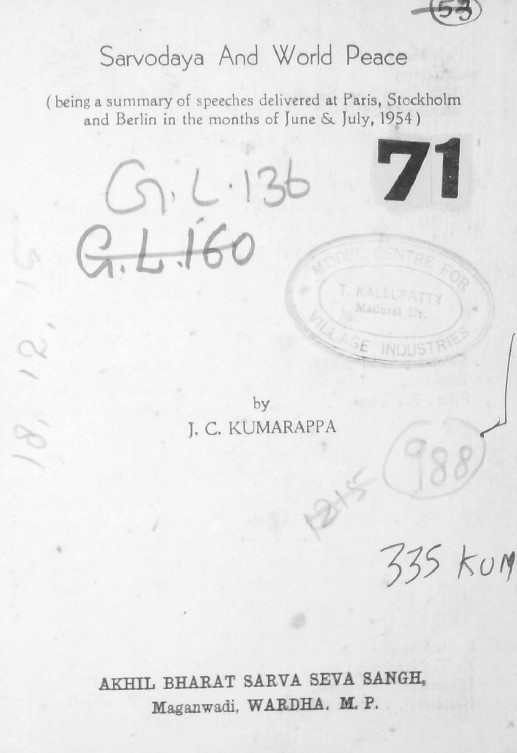 53
Sarvodaya And World Peace
( being a summary of speeches delivered at Paris, Stockholm
and Berlin in the months of June & July, 1954 )
71
G.L.136
G.L.160
MODEL CENTRE FOR
T. KALLUPATTY
Madurai Dt.
VILLAGE INDUSTRIES
18.12.
by
J. C. KUMARAPPA
988
1215
335 KUM
AKHIL BHARAT SARVA SEVA SANGH,
Maganwadi, WARDHA. M. P.